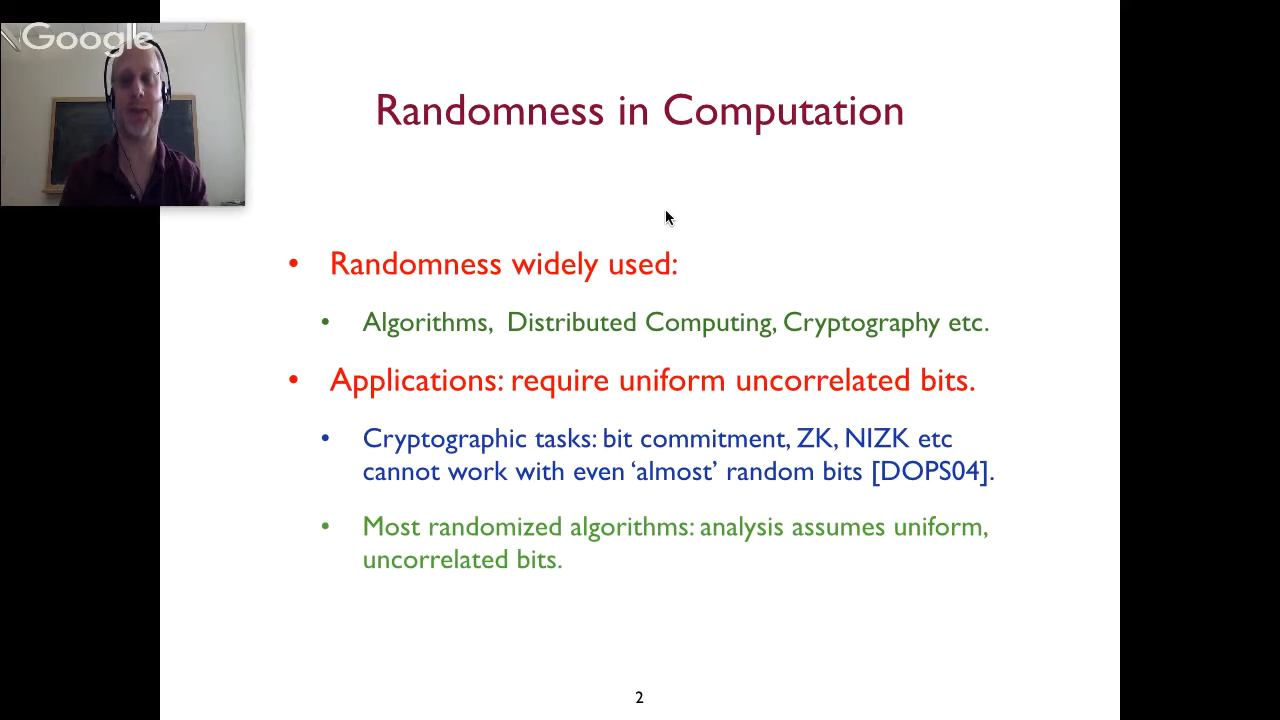 Google
Randomness in Computation
• Randomness widely used:
• Algorithms, Distributed Computing, Cryptography etc.
• Applications: require uniform uncorrelated bits.
• Cryptographic tasks: bit commitment, ZK, NIZK etc
cannot work with even ‘almost’ random bits [DOPS04].
• Most randomized algorithms: analysis assumes uniform,
uncorrelated bits.
2